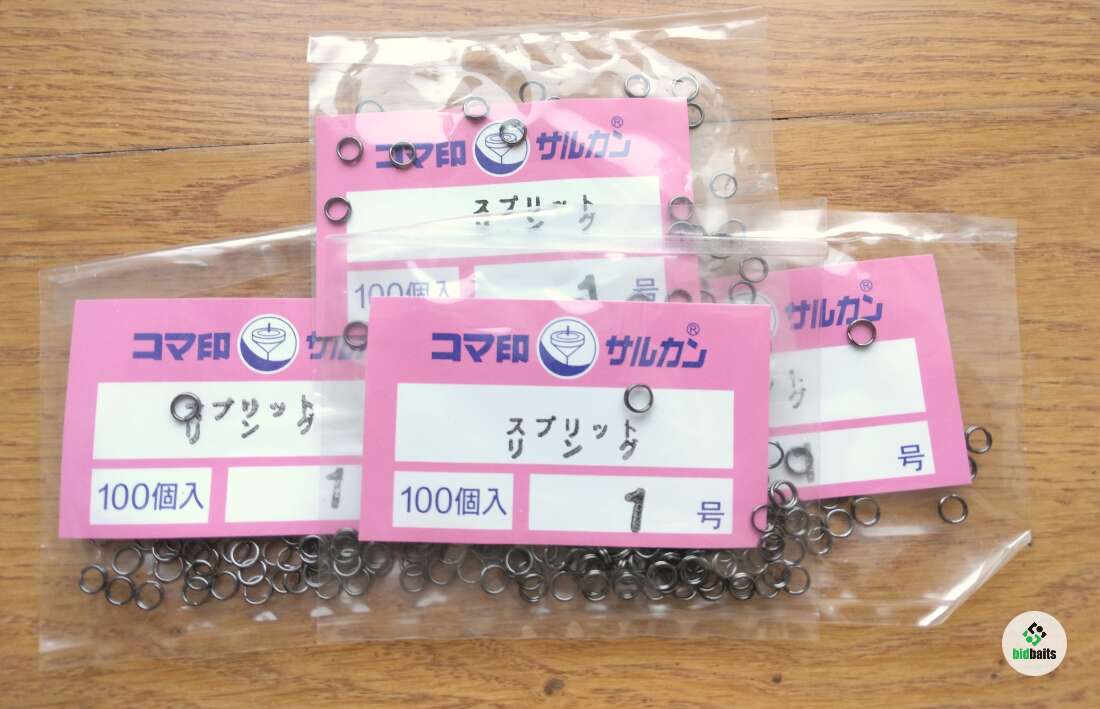 コマ印 サルカン®
スプリット
リング
100個入 1 号
コマ印 サル
スプリット
リング
100個入 1
コマ印 サルカン®
スプリット
リング
100個入 1 号
サルカン®
ト
グ
号
bidbaits